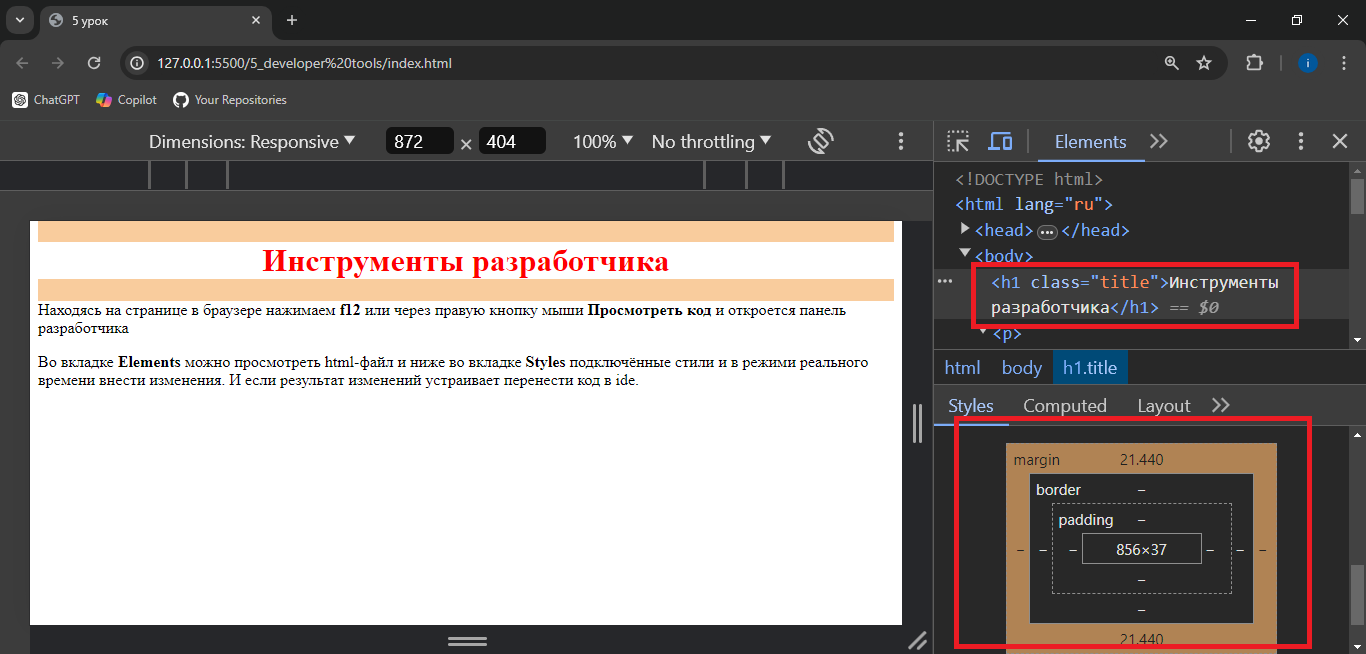 5 урок
127.0.0.1:5500/5_developer%20tools/index.html
i
ChatGPT
Copilot
Your Repositories
Dimensions: Responsive
872 × 404
100%
No throttling
Elements
<!DOCTYPE html>
<html lang="ru">
<head> </head>
<body>
<h1 class="title">Инструменты
разработчика</h1> == $0
<p>
html body h1.title
Styles Computed Layout
margin 21.440
border –
padding –
– – – 856×37 – – –
–
–
21.440
Инструменты разработчика
Находясь на странице в браузере нажимаем f12 или через правую кнопку мыши Просмотреть код и откроется панель
разработчика
Во вкладке Elements можно просмотреть html-файл и ниже во вкладке Styles подключённые стили и в режими реального
времени внести изменения. И если результат изменений устраивает перенести код в ide.